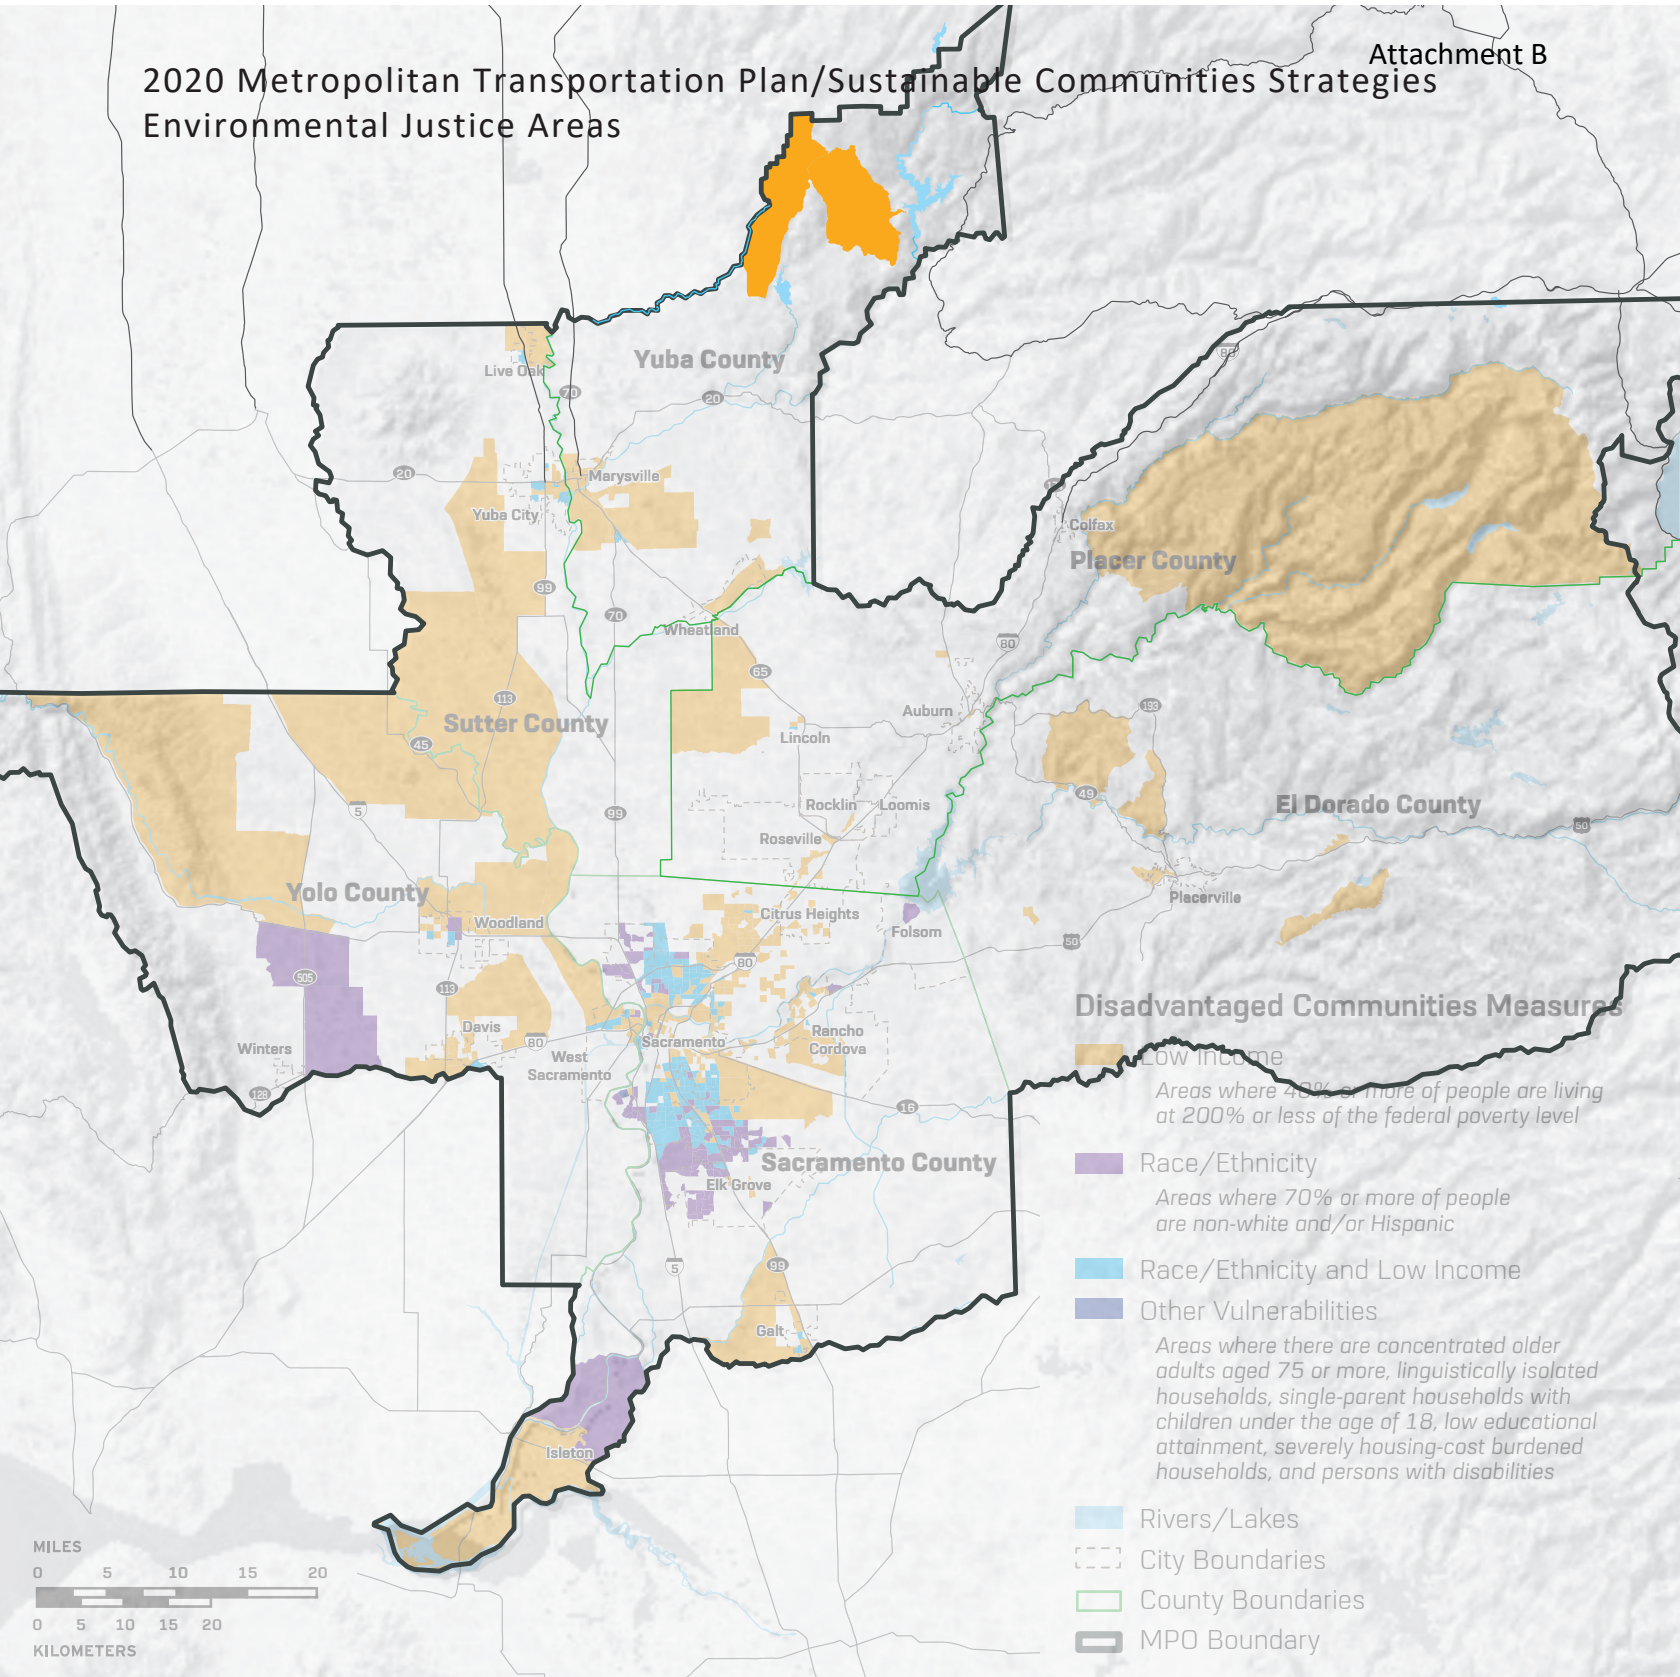 Attachment B
2020 Metropolitan Transportation Plan/Sustainable Communities Strategies
Environmental Justice Areas
80
Live Oak
Yuba County
70
20
20
Marysville
Yuba City
Colfax
Placer County
99
70
Wheatland
80
65
113
Sutter County
Auburn
193
45
Lincoln
49
Rocklin
Loomis
El Dorado County
5
99
Roseville
50
Yolo County
Placerville
Woodland
Citrus Heights
Folsom
50
80
505
113
Disadvantaged Communities Measures
Davis
Rancho
Cordova
80
Sacramento
Winters
West
Sacramento
Low Income
128
Areas where 40% or more of people are living
at 200% or less of the federal poverty level
16
Sacramento County
Race/Ethnicity
Elk Grove
Areas where 70% or more of people
are non-white and/or Hispanic
5
99
Race/Ethnicity and Low Income
Other Vulnerabilities
Galt
Areas where there are concentrated older
adults aged 75 or more, linguistically isolated
households, single-parent households with
children under the age of 18, low educational
attainment, severely housing-cost burdened
households, and persons with disabilities
Isleton
Rivers/Lakes
City Boundaries
County Boundaries
MPO Boundary
MILES
0 5 10 15 20
0 5 10 15 20
KILOMETERS